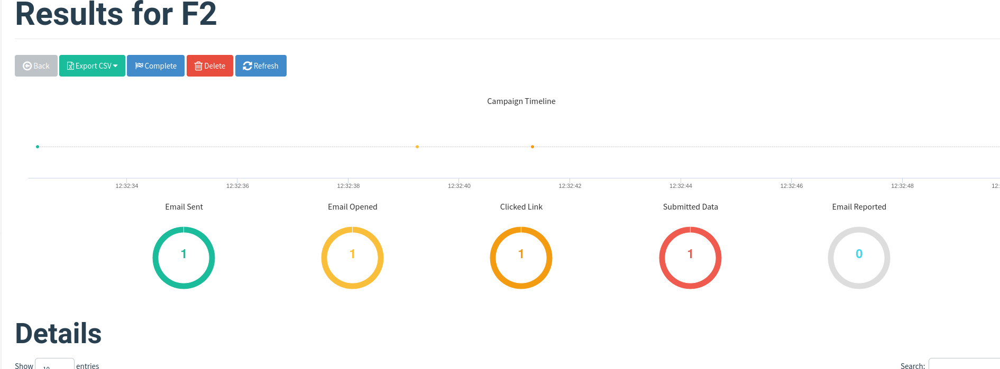 Results for F2
Back Export CSV Complete Delete Refresh
Campaign Timeline
12:32:34 12:32:36 12:32:38 12:32:40 12:32:42 12:32:44 12:32:46 12:32:48 12:
Email Sent Email Opened Clicked Link Submitted Data Email Reported
1 1 1 1 0
Details
Show 10 entries Search: